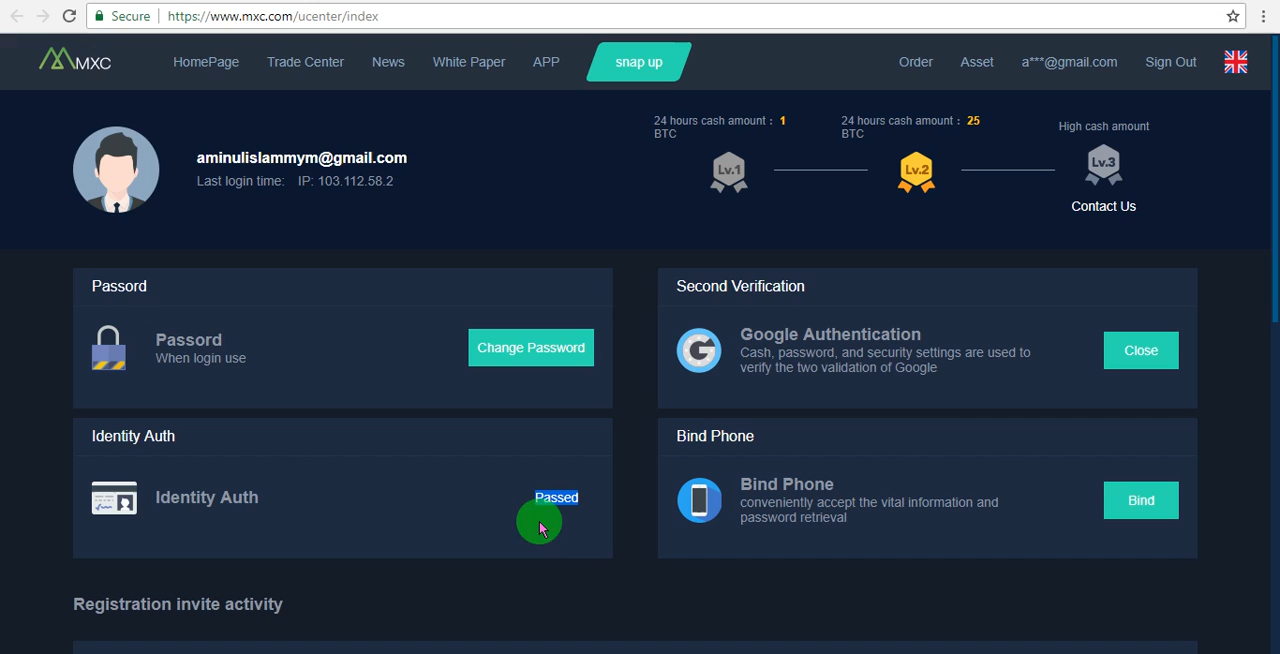 Secure https://www.mxc.com/ucenter/index
MXC HomePage Trade Center News White Paper APP snap up Order Asset a***@gmail.com Sign Out
24 hours cash amount : 1
BTC
24 hours cash amount : 25
BTC
High cash amount
Lv.1 Lv.2 Lv.3
Contact Us
aminulislammym@gmail.com
Last login time: IP: 103.112.58.2
Passord
Passord
When login use
Change Password
Second Verification
Google Authentication
Cash, password, and security settings are used to
verify the two validation of Google
Close
Identity Auth
Identity Auth
Passed
Bind Phone
Bind Phone
conveniently accept the vital information and
password retrieval
Bind
Registration invite activity